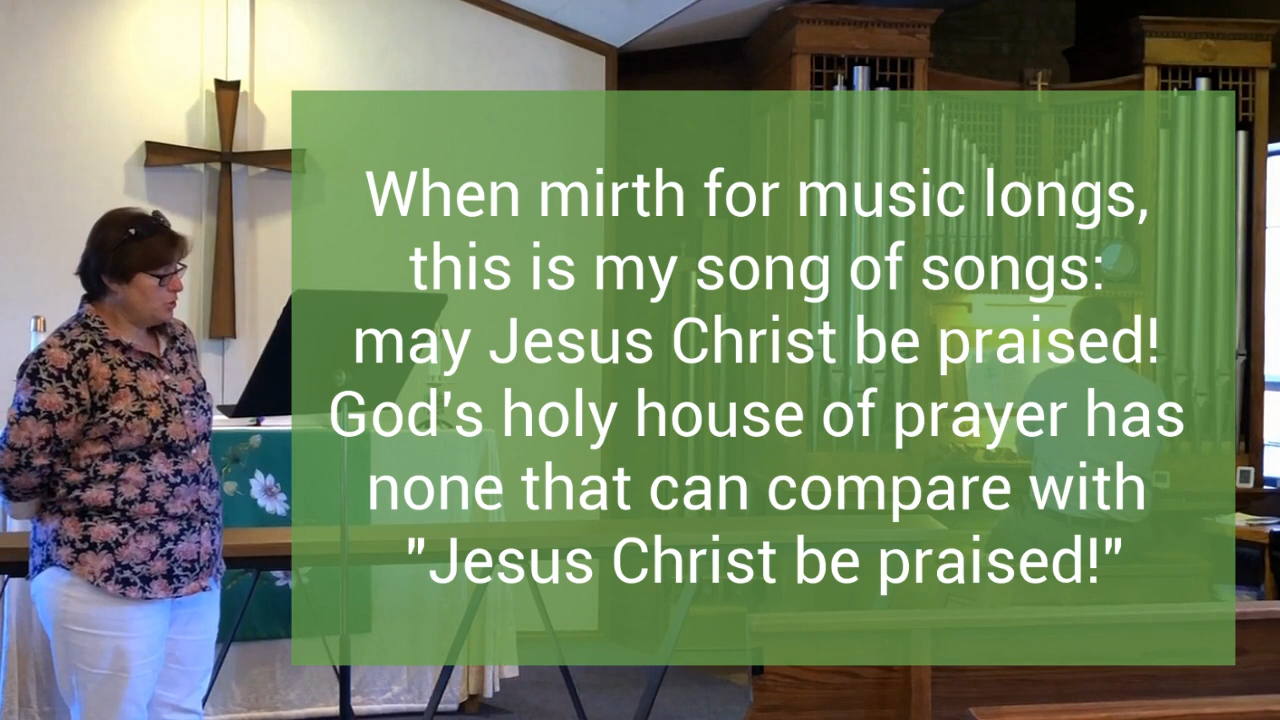 When mirth for music longs,
this is my song of songs:
may Jesus Christ be praised!
God's holy house of prayer has
none that can compare with
"Jesus Christ be praised!"